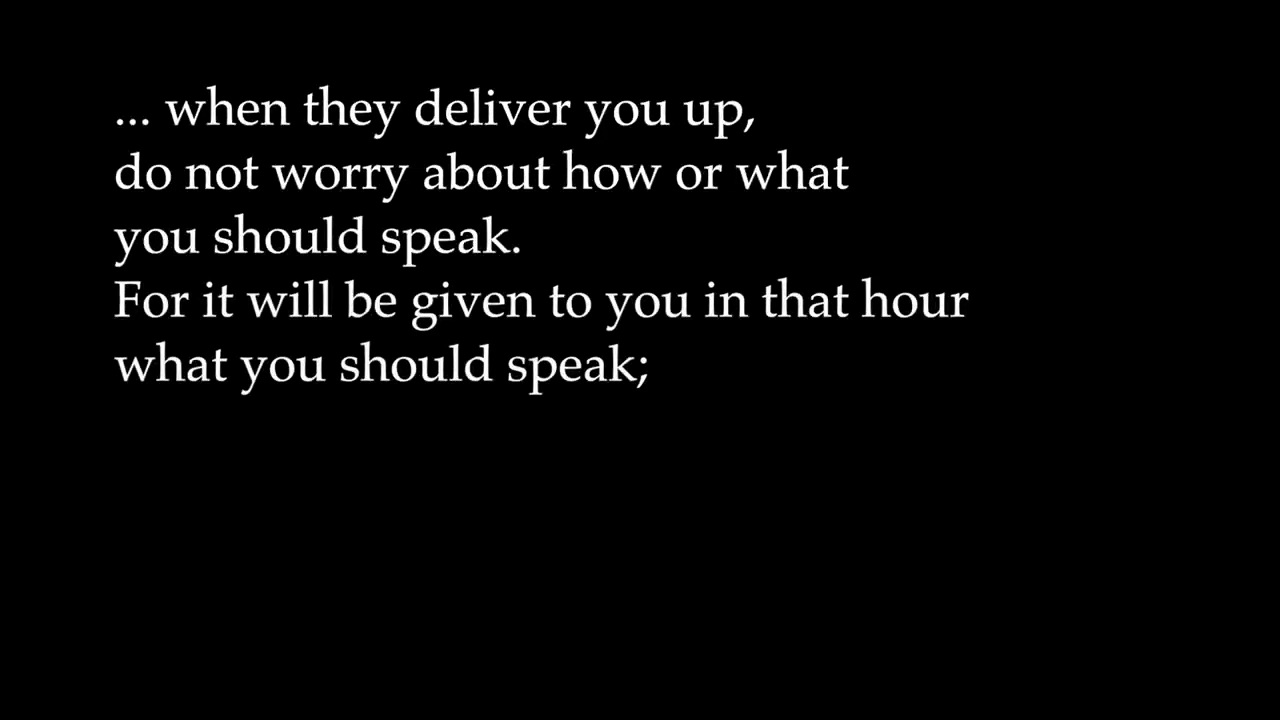 ... when they deliver you up,
do not worry about how or what
you should speak.
For it will be given to you in that hour
what you should speak;